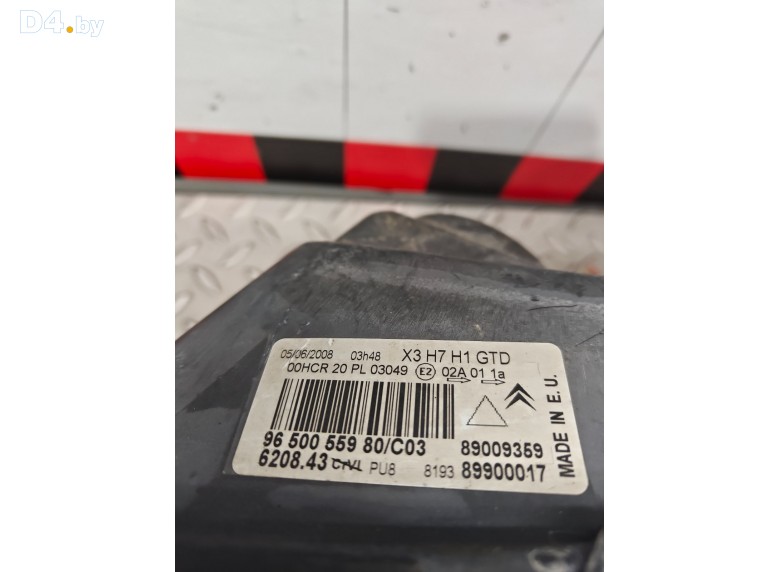 D4.by
05/06/2008 03h48 X3 H7 H1 GTD
00HCR 20 PL 03049 E2 02A 01 1a
96 500 559 80/C03 89009359
6208.43 PU8 8193 89900017
MADE IN E.U.